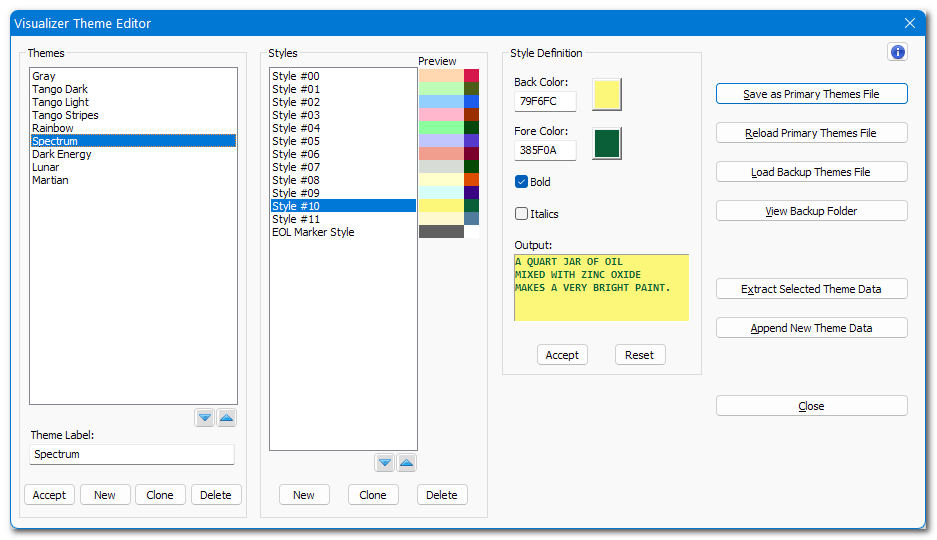 Visualizer Theme Editor
Themes
Gray
Tango Dark
Tango Light
Tango Stripes
Rainbow
Spectrum
Dark Energy
Lunar
Martian
Theme Label:
Spectrum
Accept New Clone Delete
Styles
Preview
Style #00
Style #01
Style #02
Style #03
Style #04
Style #05
Style #06
Style #07
Style #08
Style #09
Style #10
Style #11
EOL Marker Style
New Clone Delete
Style Definition
Back Color:
79F6FC
Fore Color:
385F0A
Bold
Italics
Output:
A QUART JAR OF OIL
MIXED WITH ZINC OXIDE
MAKES A VERY BRIGHT PAINT.
Accept Reset
i
Save as Primary Themes File
Reload Primary Themes File
Load Backup Themes File
View Backup Folder
Extract Selected Theme Data
Append New Theme Data
Close